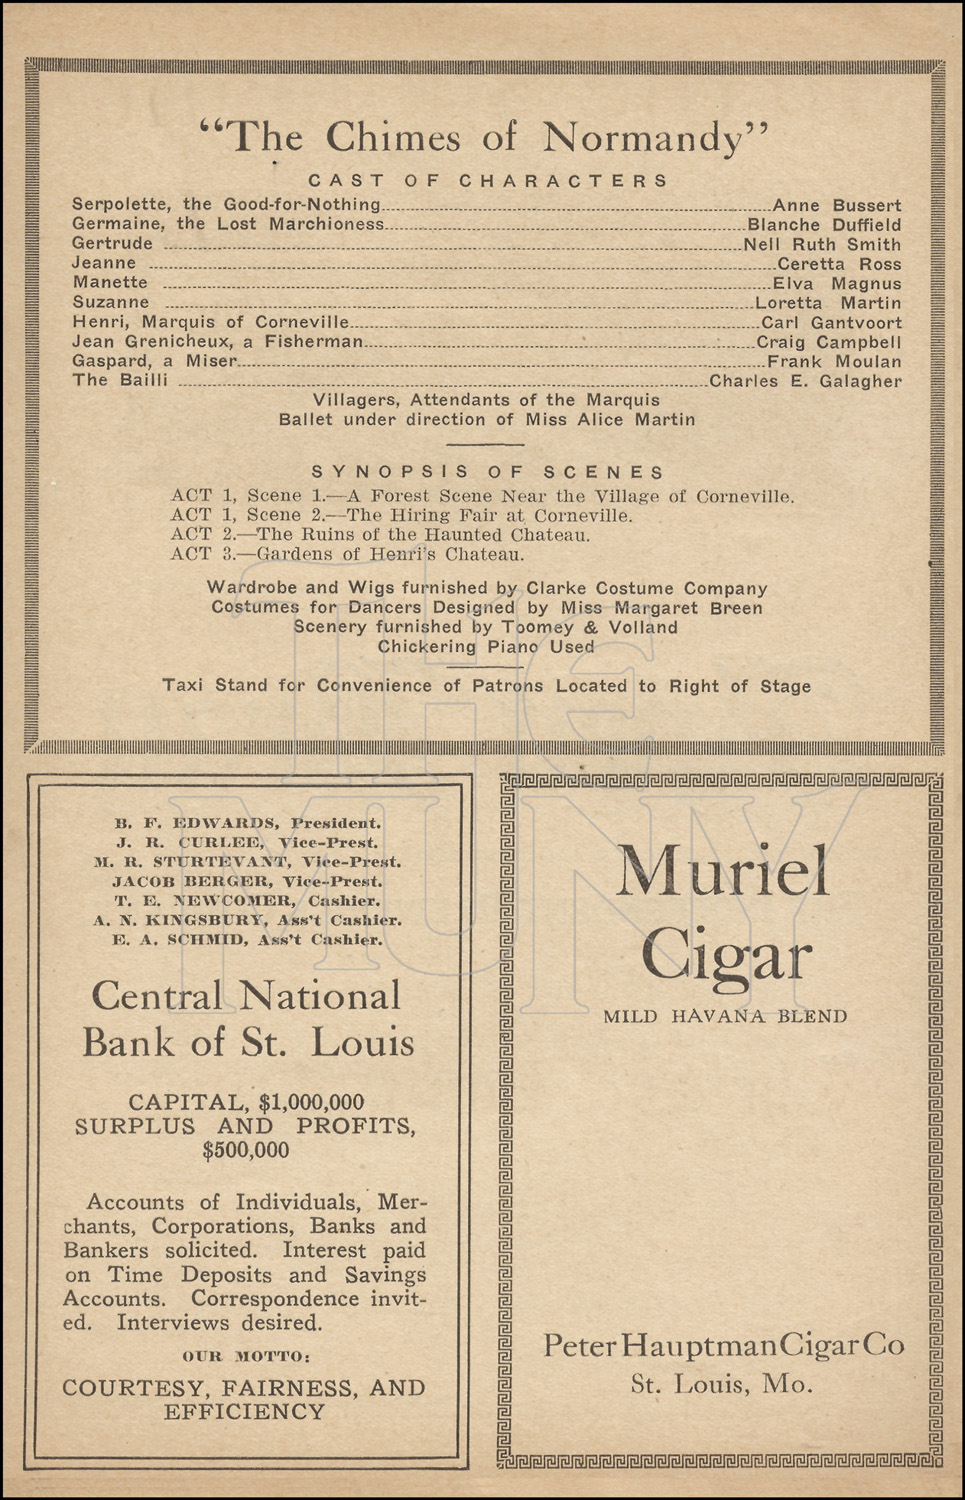 "The Chimes of Normandy"
CAST OF CHARACTERS
Serpolette, the Good-for-Nothing Anne Bussert
Germaine, the Lost Marchioness Blanche Duffield
Gertrude Nell Ruth Smith
Jeanne Ceretta Ross
Manette Elva Magnus
Suzanne Loretta Martin
Henri, Marquis of Corneville Carl Gantvoort
Jean Grenicheux, a Fisherman Craig Campbell
Gaspard, a Miser Frank Moulan
The Bailli Charles E. Galagher
Villagers, Attendants of the Marquis
Ballet under direction of Miss Alice Martin
SYNOPSIS OF SCENES
ACT 1, Scene 1.—A Forest Scene Near the Village of Corneville.
ACT 1, Scene 2.—The Hiring Fair at Corneville.
ACT 2.—The Ruins of the Haunted Chateau.
ACT 3.—Gardens of Henri's Chateau.
Wardrobe and Wigs furnished by Clarke Costume Company
Costumes for Dancers Designed by Miss Margaret Breen
Scenery furnished by Toomey & Volland
Chickering Piano Used
Taxi Stand for Convenience of Patrons Located to Right of Stage
THE
MUNY
B. F. EDWARDS, President.
J. R. CURLEE, Vice-Prest.
M. R. STURTEVANT, Vice-Prest.
JACOB BERGER, Vice-Prest.
T. E. NEWCOMER, Cashier.
A. N. KINGSBURY, Ass't Cashier.
E. A. SCHMID, Ass't Cashier.
Central National
Bank of St. Louis
CAPITAL, $1,000,000
SURPLUS AND PROFITS,
$500,000
Accounts of Individuals, Mer-
chants, Corporations, Banks and
Bankers solicited. Interest paid
on Time Deposits and Savings
Accounts. Correspondence invit-
ed. Interviews desired.
OUR MOTTO:
COURTESY, FAIRNESS, AND
EFFICIENCY
Muriel
Cigar
MILD HAVANA BLEND
Peter Hauptman Cigar Co
St. Louis, Mo.